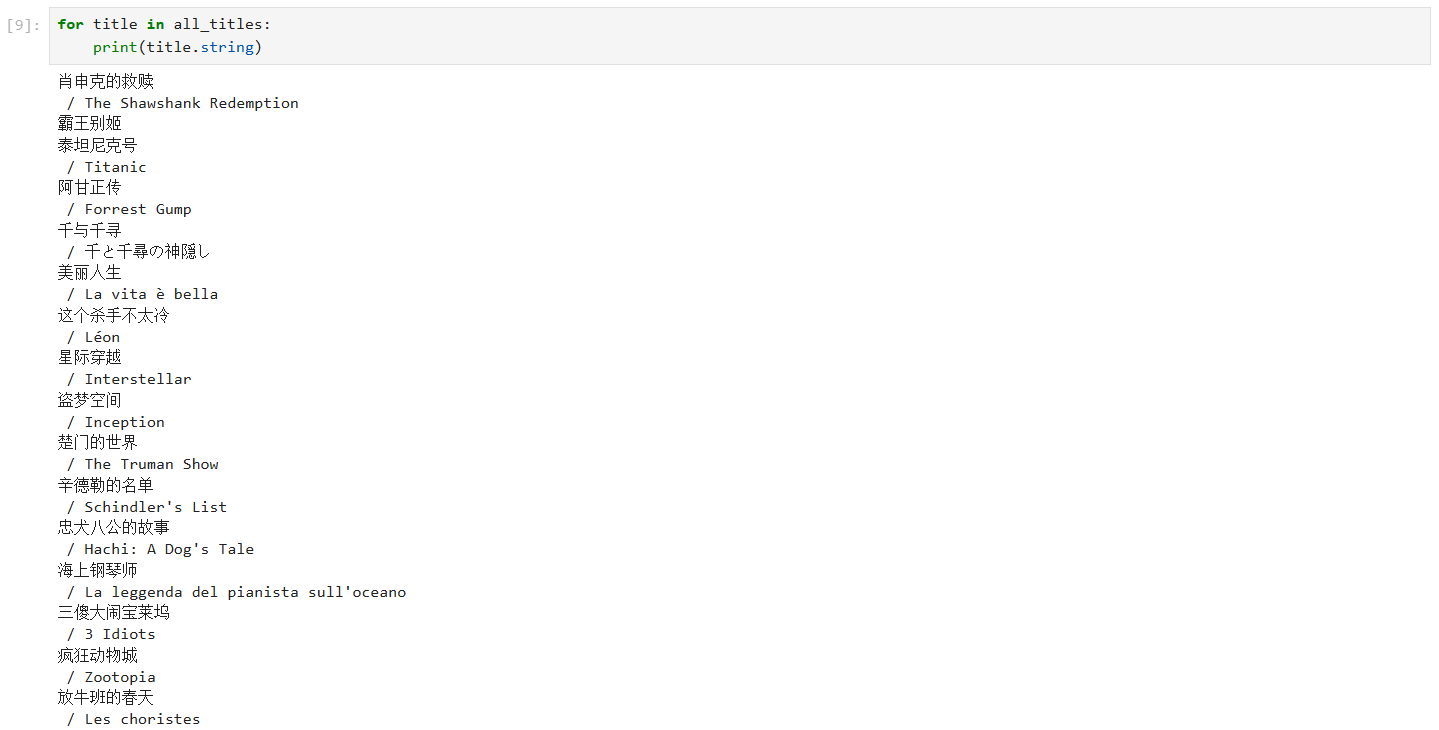 [9]:
for title in all_titles:
    print(title.string)
肖申克的救赎
 / The Shawshank Redemption
霸王别姬
泰坦尼克号
 / Titanic
阿甘正传
 / Forrest Gump
千与千寻
 / 千と千尋の神隠し
美丽人生
 / La vita è bella
这个杀手不太冷
 / Léon
星际穿越
 / Interstellar
盗梦空间
 / Inception
楚门的世界
 / The Truman Show
辛德勒的名单
 / Schindler's List
忠犬八公的故事
 / Hachi: A Dog's Tale
海上钢琴师
 / La leggenda del pianista sull'oceano
三傻大闹宝莱坞
 / 3 Idiots
疯狂动物城
 / Zootopia
放牛班的春天
 / Les choristes